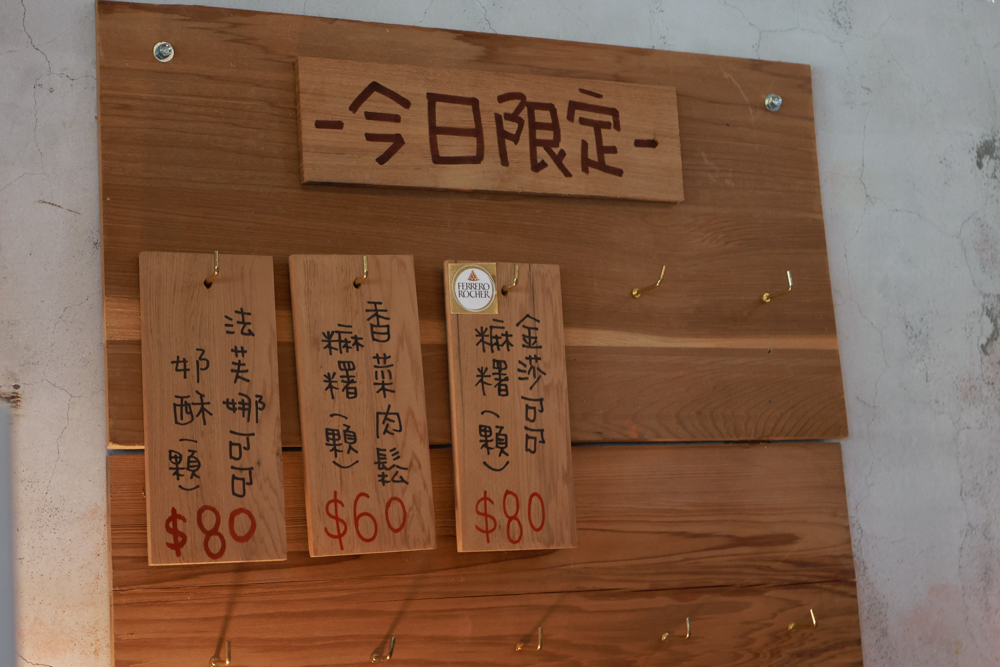 -今日限定-
法芙娜可可
奶酥(顆)
$80
香菜肉鬆
麻糬(顆)
$60
FERRERO
ROCHER
金莎可可
麻糬(顆)
$80